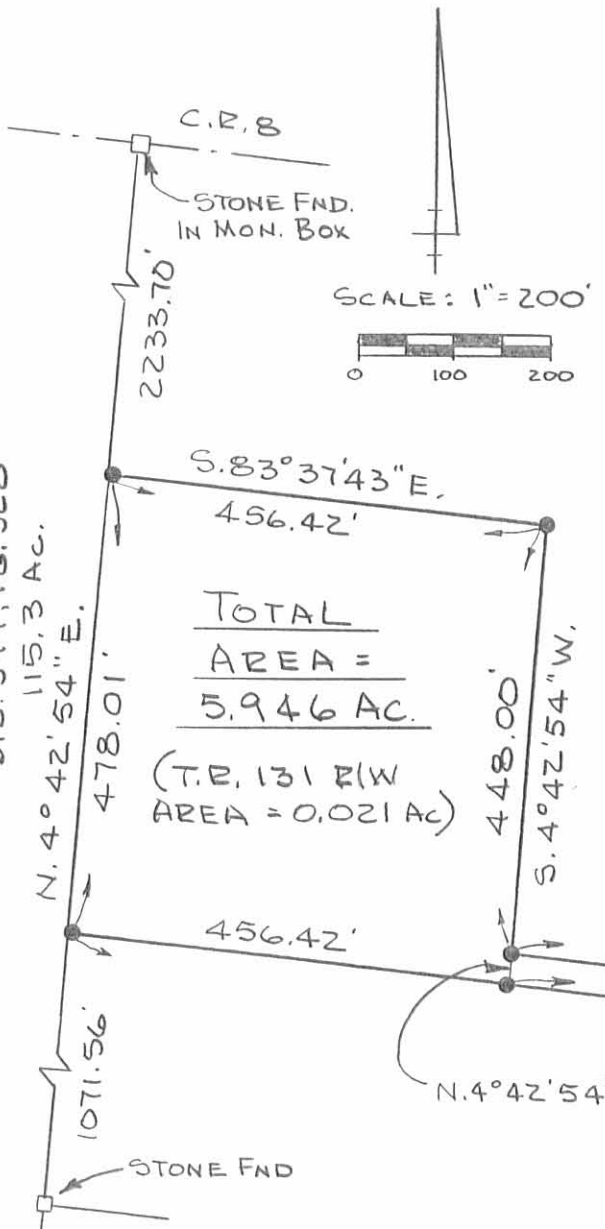 C.R. 8
STONE FND.
IN MON. BOX
2233.70'
SCALE: 1" = 200'
0 100 200
S. 83° 37' 43" E.
456.42'
115.3 Ac.
N. 4° 42' 54" E.
478.01'
TOTAL
AREA =
5.946 AC.
(T.R. 131 R/W
AREA = 0.021 AC)
448.00'
S. 4° 42' 54" W.
456.42'
N. 4° 42' 54
1071.56'
STONE FND